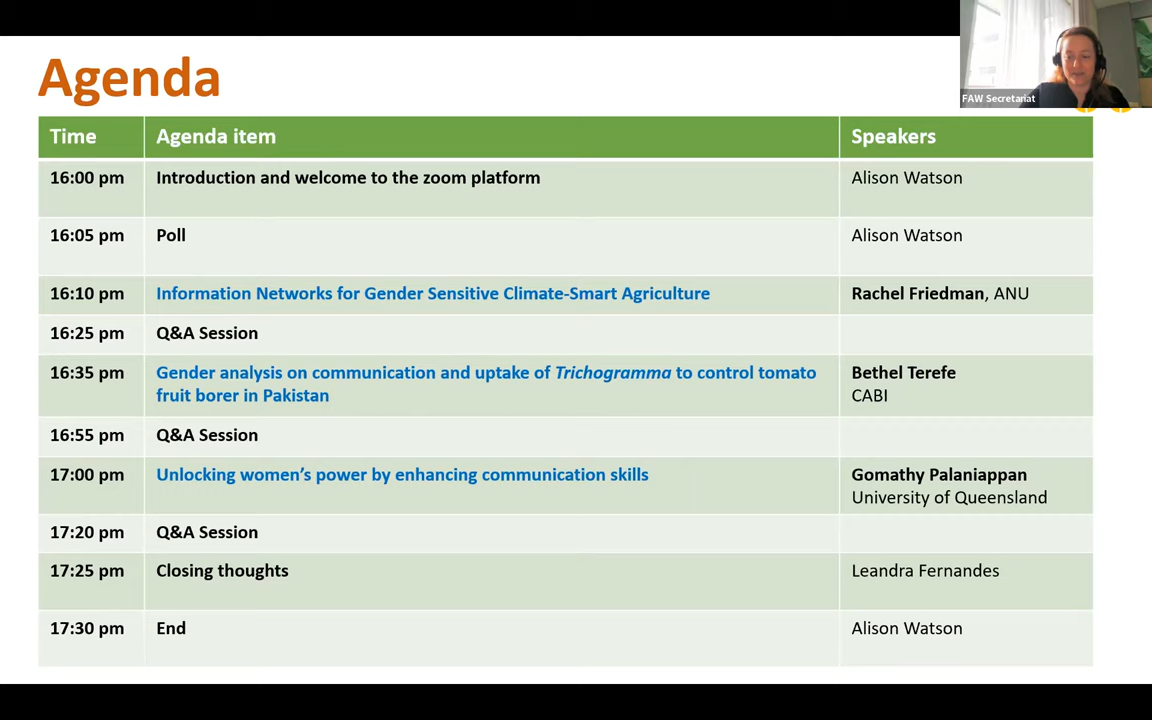 Agenda
FAW Secretariat
Time Agenda item Speakers
16:00 pm Introduction and welcome to the zoom platform Alison Watson
16:05 pm Poll Alison Watson
16:10 pm Information Networks for Gender Sensitive Climate-Smart Agriculture Rachel Friedman, ANU
16:25 pm Q&A Session
16:35 pm Gender analysis on communication and uptake of Trichogramma to control tomato Bethel Terefe
fruit borer in Pakistan CABI
16:55 pm Q&A Session
17:00 pm Unlocking women’s power by enhancing communication skills Gomathy Palaniappan
University of Queensland
17:20 pm Q&A Session
17:25 pm Closing thoughts Leandra Fernandes
17:30 pm End Alison Watson